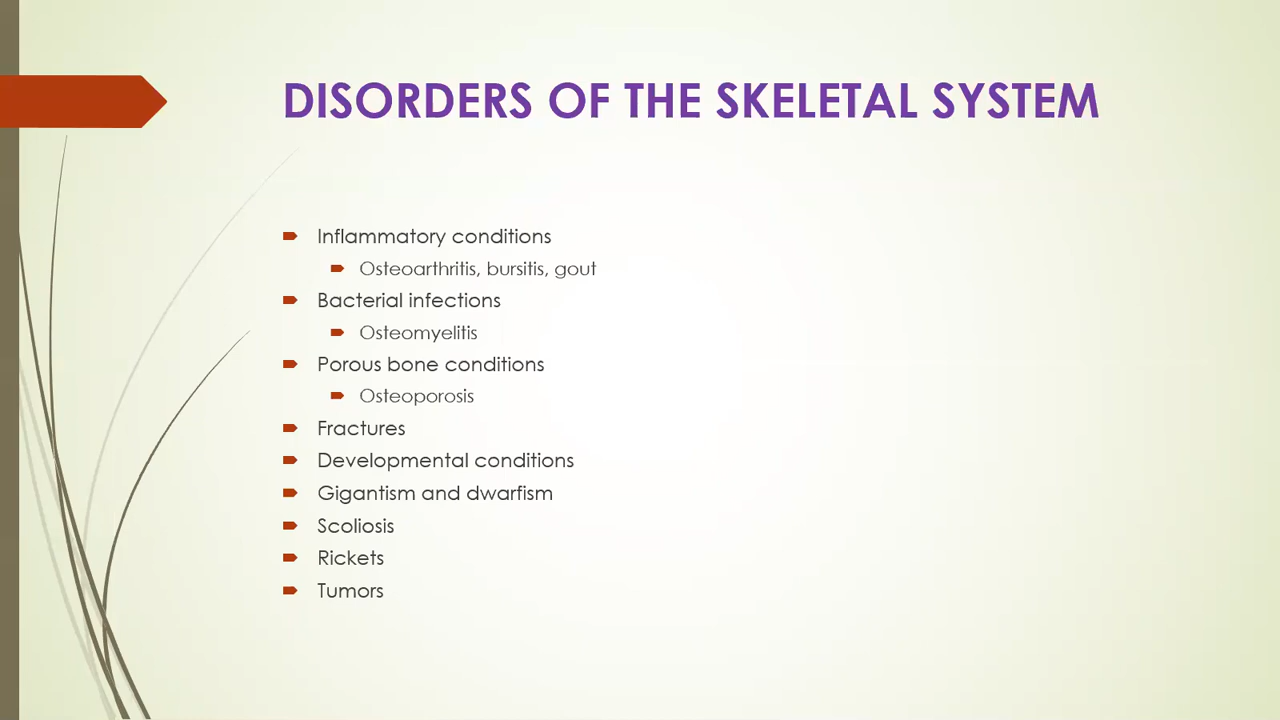 DISORDERS OF THE SKELETAL SYSTEM
Inflammatory conditions
Osteoarthritis, bursitis, gout
Bacterial infections
Osteomyelitis
Porous bone conditions
Osteoporosis
Fractures
Developmental conditions
Gigantism and dwarfism
Scoliosis
Rickets
Tumors